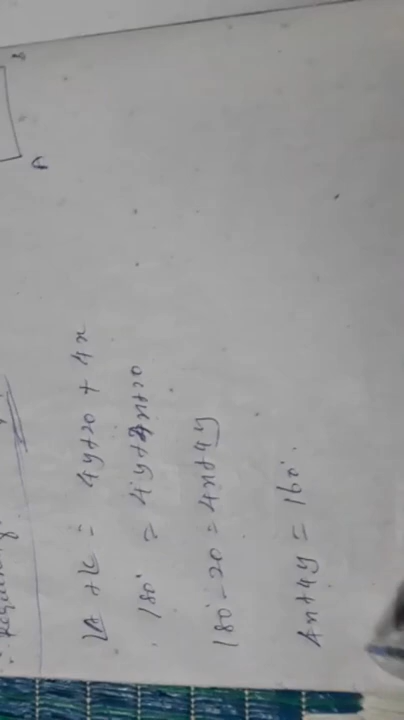 ∠A + ∠C = 4y+20 + 4x
180° = 4y+4x+20
180°-20 = 4x+4y
4x+4y = 160°.
A